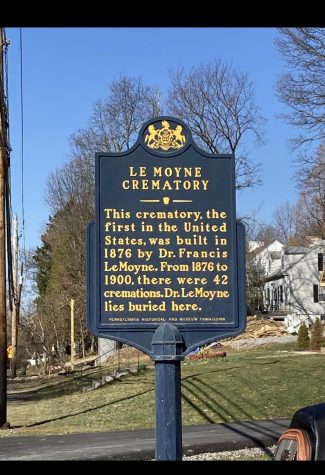 LE MOYNE
CREMATORY
This crematory, the
first in the United
States, was built in
1876 by Dr. Francis
LeMoyne. From 1876 to
1900, there were 42
cremations. Dr. LeMoyne
lies buried here.
PENNSYLVANIA HISTORICAL AND MUSEUM COMMISSION